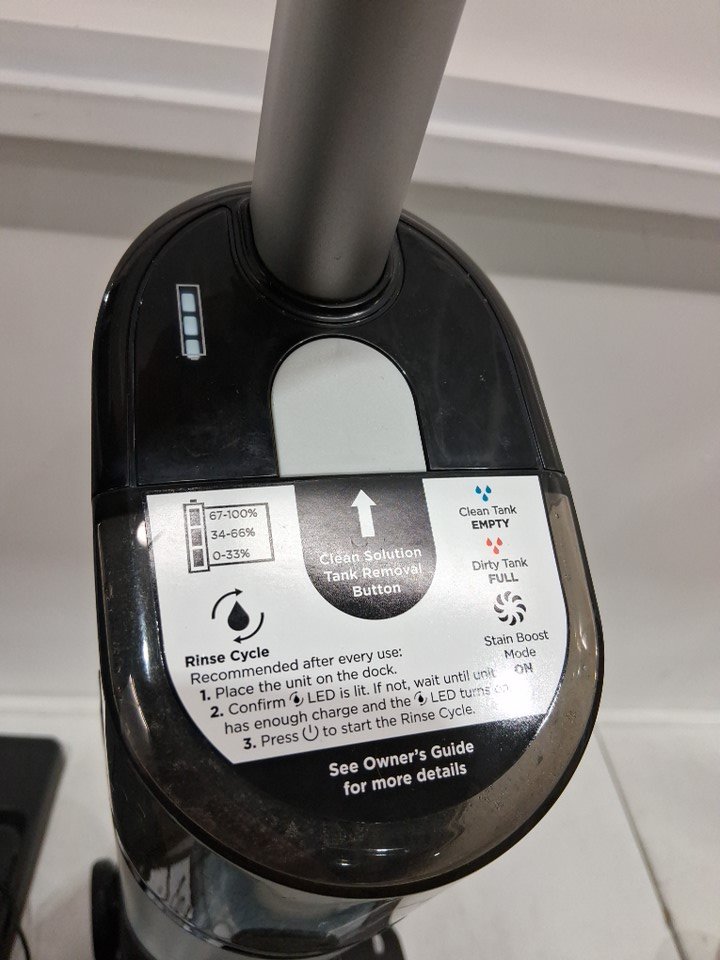 67-100%
34-66%
0-33%
Clean Solution
Tank Removal
Button
Clean Tank
EMPTY
Dirty Tank
FULL
Stain Boost
Mode
ON
Rinse Cycle
Recommended after every use:
1. Place the unit on the dock.
2. Confirm LED is lit. If not, wait until unit
has enough charge and the LED turns on
3. Press to start the Rinse Cycle.
See Owner's Guide
for more details